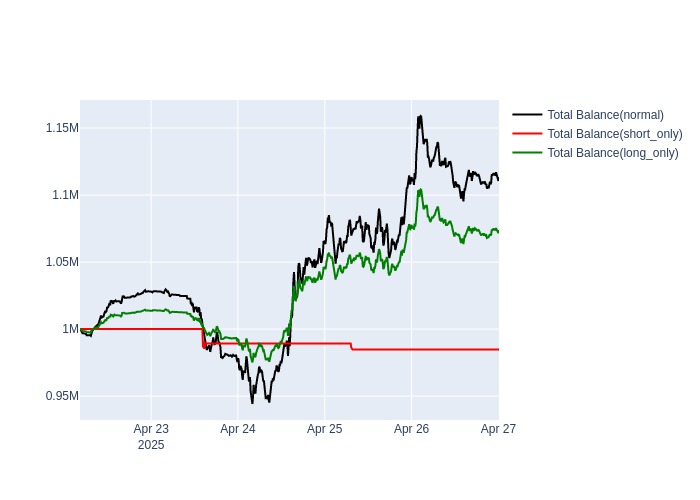 1.15M
1.1M
1.05M
1M
0.95M
Apr 23
2025
Apr 24
Apr 25
Apr 26
Apr 27
Total Balance(normal)
Total Balance(short_only)
Total Balance(long_only)